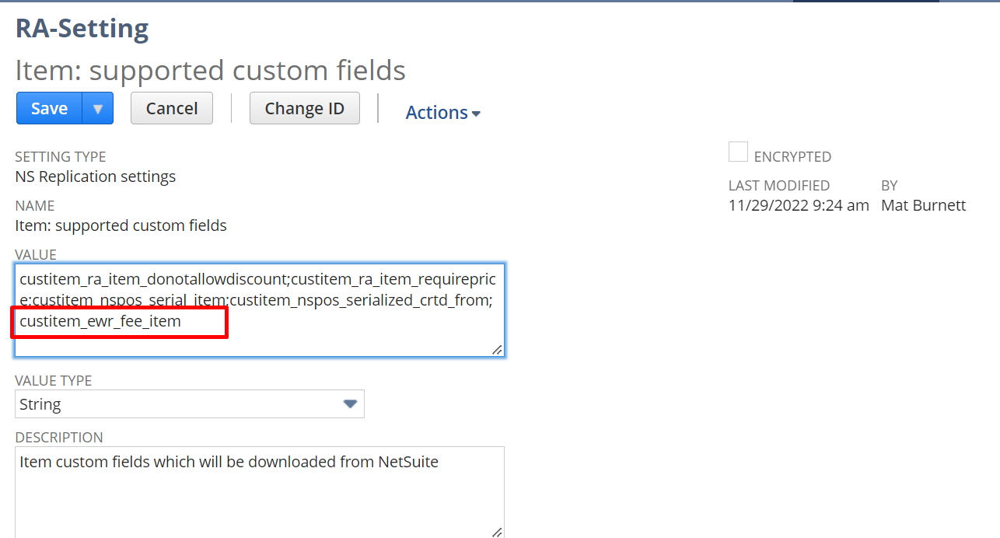 RA-Setting
Item: supported custom fields
Save Cancel Change ID Actions
SETTING TYPE
NS Replication settings
ENCRYPTED
LAST MODIFIED BY
11/29/2022 9:24 am Mat Burnett
NAME
Item: supported custom fields
VALUE
custitem_ra_item_donotallowdiscount;custitem_ra_item_requirepric
e;custitem_nspos_serial_item;custitem_nspos_serialized_crtd_from;
custitem_ewr_fee_item
VALUE TYPE
String
DESCRIPTION
Item custom fields which will be downloaded from NetSuite